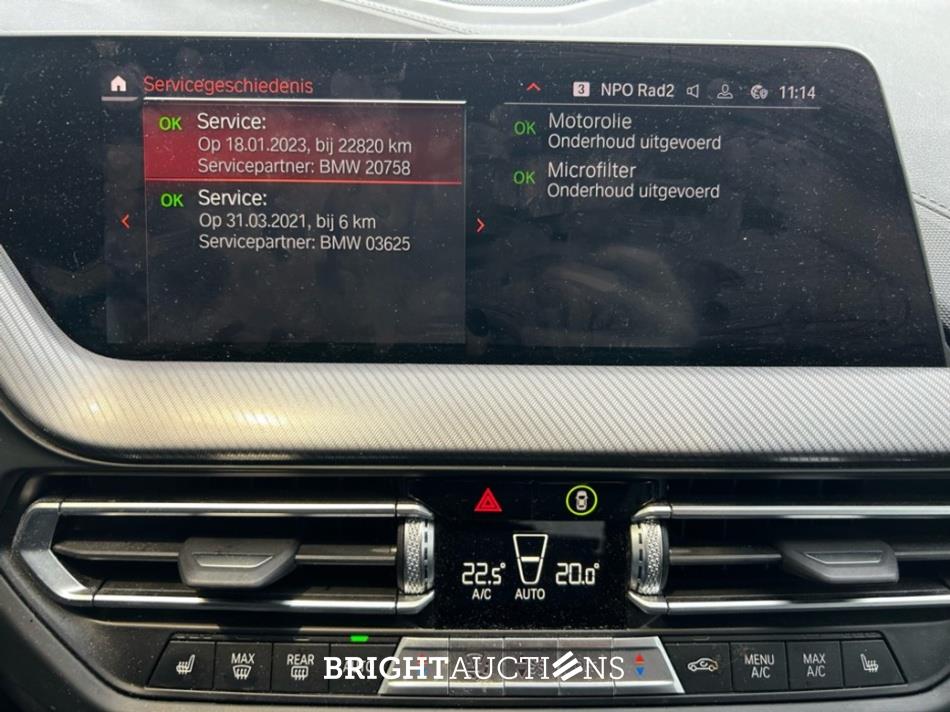 Servicegeschiedenis
3 NPO Rad2 11:14
OK Service:
Op 18.01.2023, bij 22820 km
Servicepartner: BMW 20758
OK Service:
Op 31.03.2021, bij 6 km
Servicepartner: BMW 03625
OK Motorolie
Onderhoud uitgevoerd
OK Microfilter
Onderhoud uitgevoerd
22.5° 20.0°
A/C AUTO
MAX
REAR
MENU
A/C
MAX
A/C
BRIGHTAUCTIONS